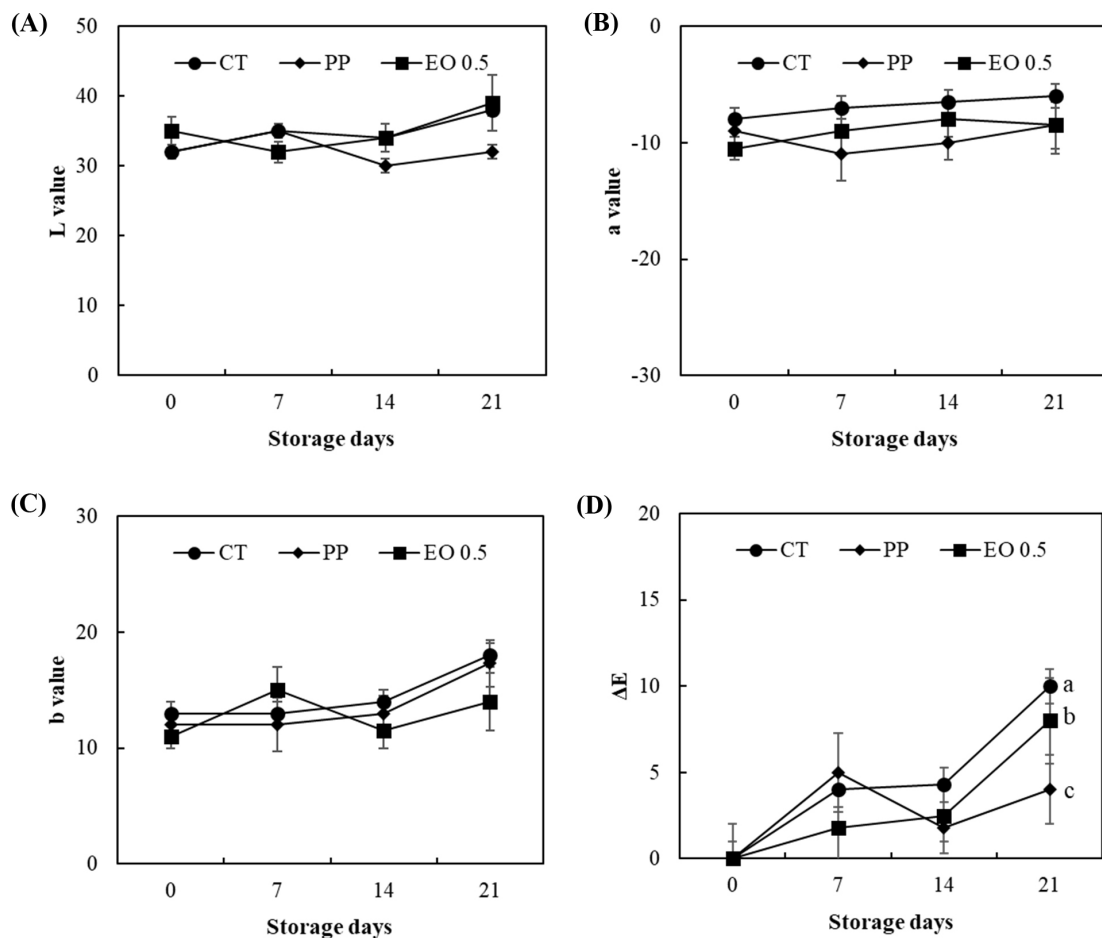 (A)
50
40
30
20
10
0
L value
CT PP EO 0.5
0 7 14 21
Storage days
(B)
-0
-10
-20
-30
a value
CT PP EO 0.5
0 7 14 21
Storage days
(C)
30
20
10
0
b value
CT PP EO 0.5
0 7 14 21
Storage days
(D)
20
15
10
5
0
ΔE
CT PP EO 0.5
a
b
c
0 7 14 21
Storage days